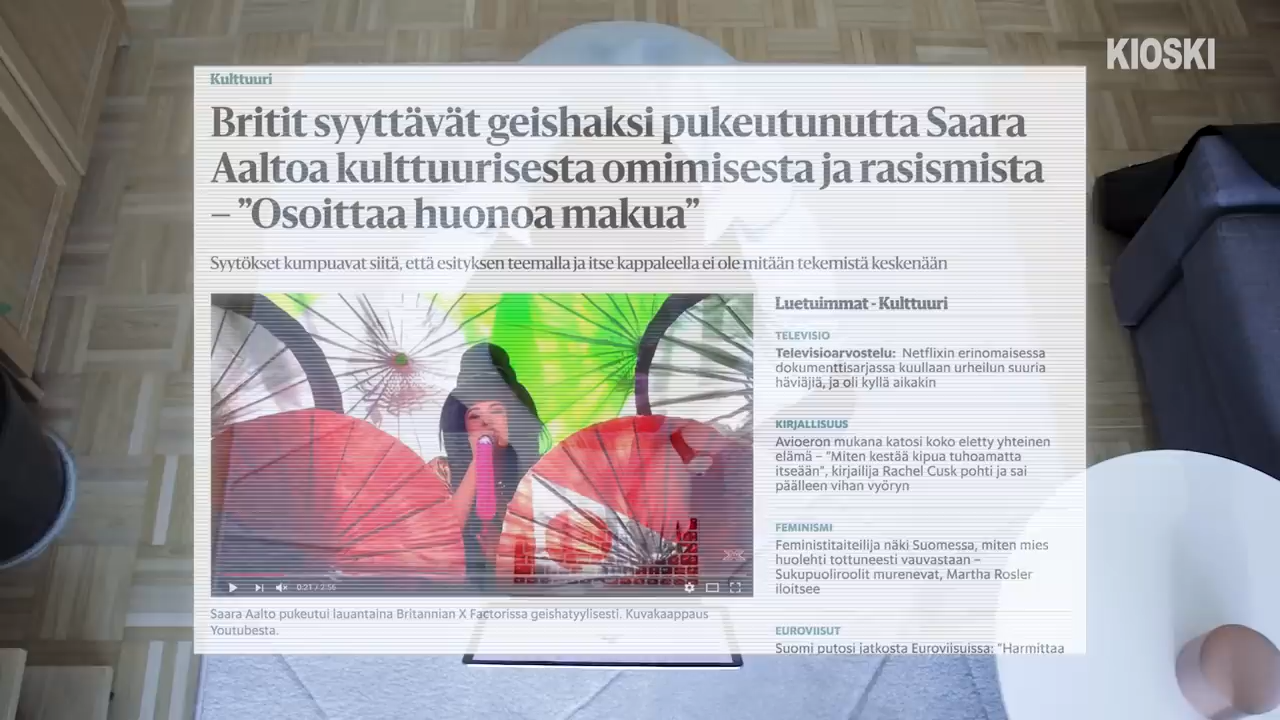 KIOSKI
Kulttuuri
Britit syyttävät geishaksi pukeutunutta Saara
Aaltoa kulttuurisesta omimisesta ja rasismista
– ”Osoittaa huonoa makua”
Syytökset kumpuavat siitä, että esityksen teemalla ja itse kappaleella ei ole mitään tekemistä keskenään
0:21 / 2:56
Saara Aalto pukeutui lauantaina Britannian X Factorissa geishatyylisesti. Kuvakaappaus
Youtubesta.
Luetuimmat - Kulttuuri
TELEVISIO
Televisioarvostelu: Netflixin erinomaisessa
dokumenttisarjassa kuullaan urheilun suuria
häviäjiä, ja oli kyllä aikakin
KIRJALLISUUS
Avioeron mukana katosi koko eletty yhteinen
elämä – ”Miten kestää kipua tuhoamatta
itseään”, kirjailija Rachel Cusk pohti ja sai
päälleen vihan vyöryn
FEMINISMI
Feministitaiteilija näki Suomessa, miten mies
huolehti tottuneesti vauvastaan –
Sukupuoliroolit murenevat, Martha Rosler
iloitsee
EUROVIISUT
Suomi putosi jatkosta Euroviisuissa: ”Harmittaa